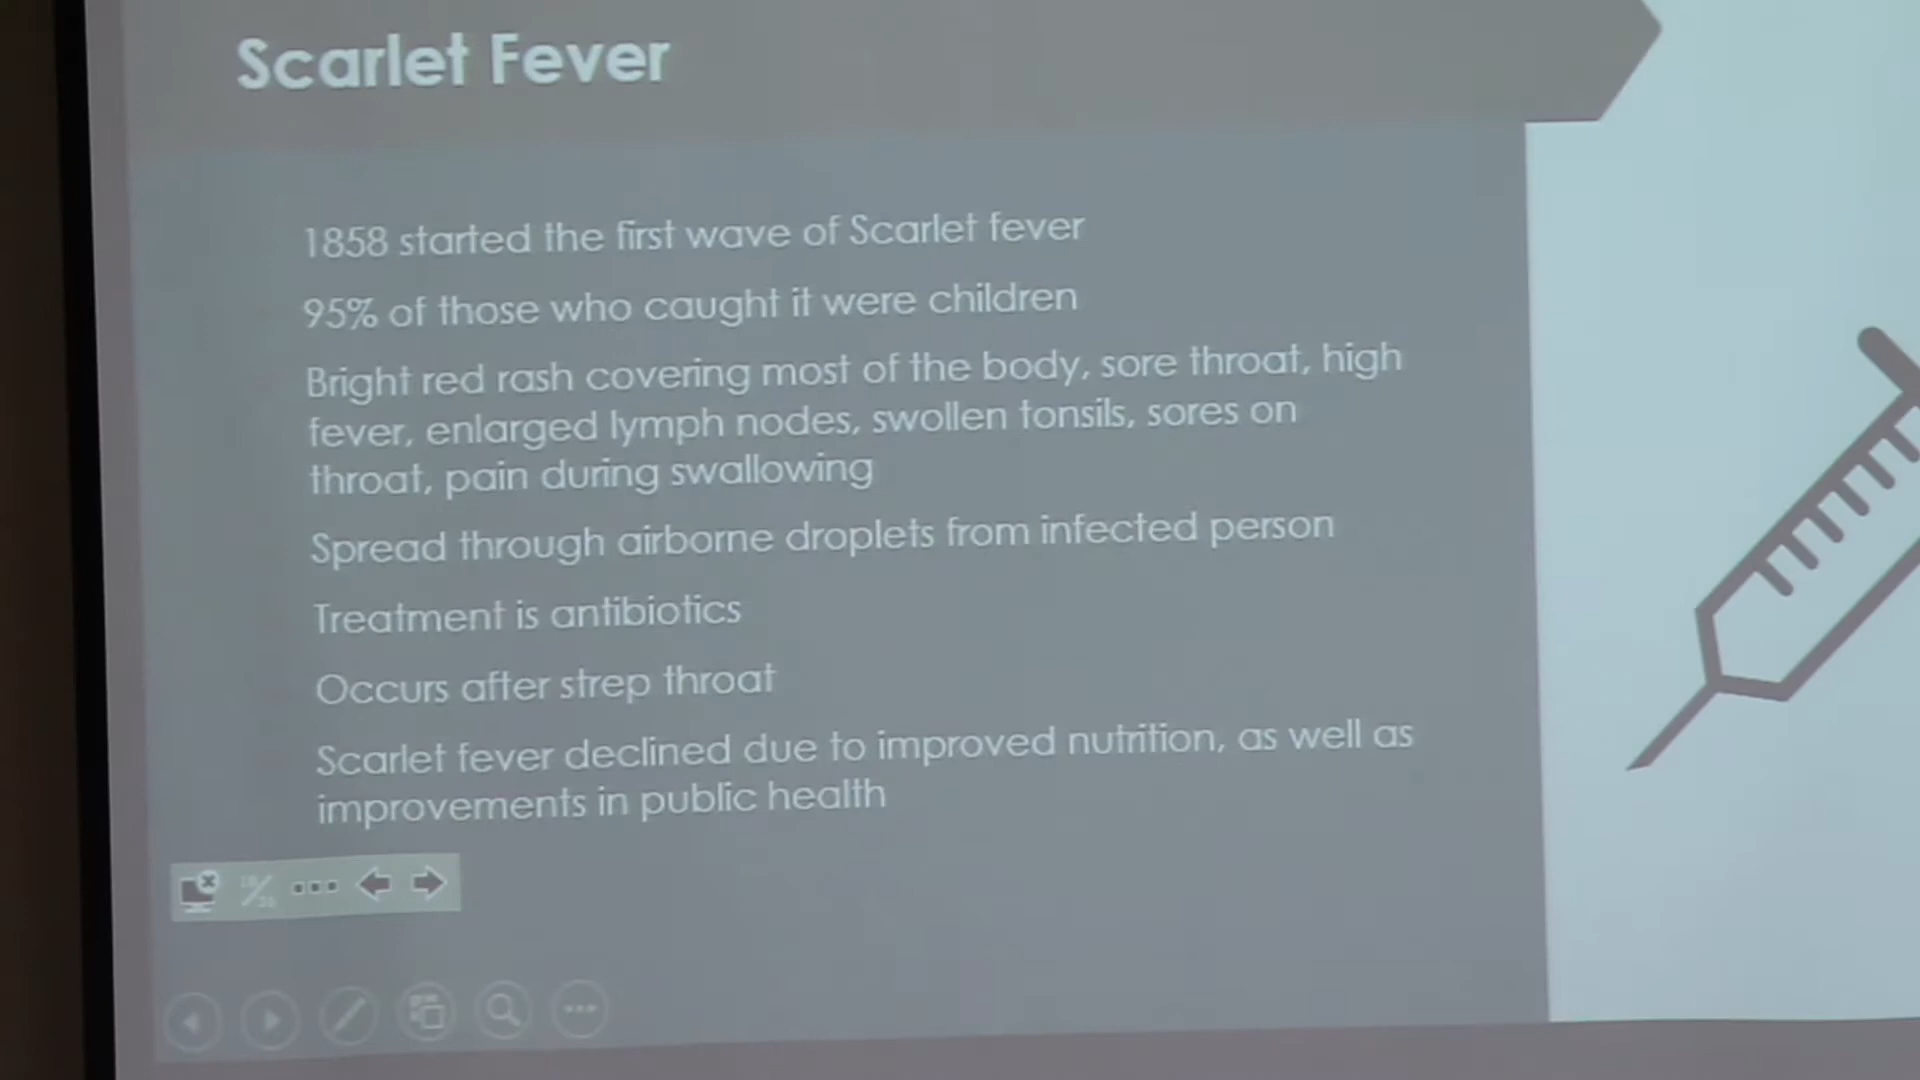 Scarlet Fever
1858 started the first wave of Scarlet fever
95% of those who caught it were children
Bright red rash covering most of the body, sore throat, high
fever, enlarged lymph nodes, swollen tonsils, sores on
throat, pain during swallowing
Spread through airborne droplets from infected person
Treatment is antibiotics
Occurs after strep throat
Scarlet fever declined due to improved nutrition, as well as
improvements in public health